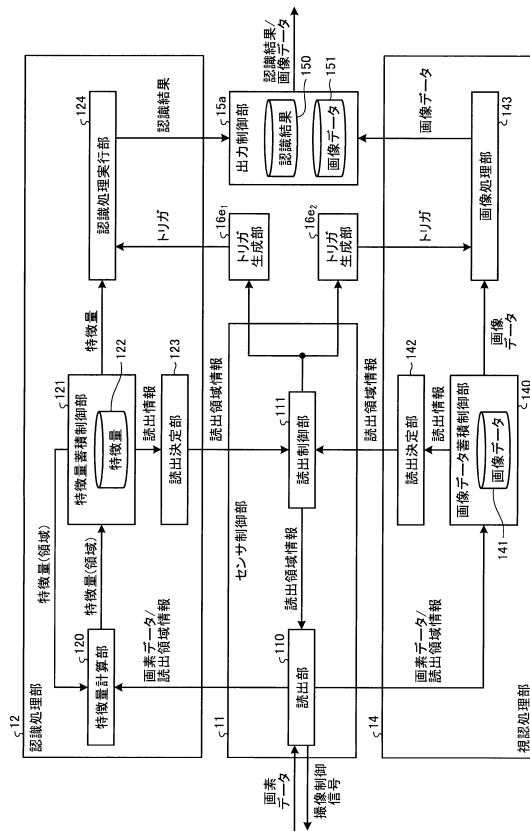 12
認識処理部
120
特徴量計算部
特徴量(領域)
特徴量(領域)
121
特徴量蓄積制御部
122
特徴量
読出情報
123
読出決定部
特徴量
124
認識処理実行部
認識結果
トリガ
読出領域情報
画素データ/
読出領域情報
11
センサ制御部
画素
データ
撮像制御
信号
110
読出部
読出領域情報
111
読出制御部
16e1
トリガ
生成部
16e2
トリガ
生成部
15a
出力制御部
150
認識結果
151
画像データ
認識結果/
画像データ
14
視認処理部
画素データ/
読出領域情報
読出領域情報
142
読出決定部
読出情報
140
画像データ蓄積制御部
141
画像データ
画像
データ
トリガ
143
画像処理部
画像データ